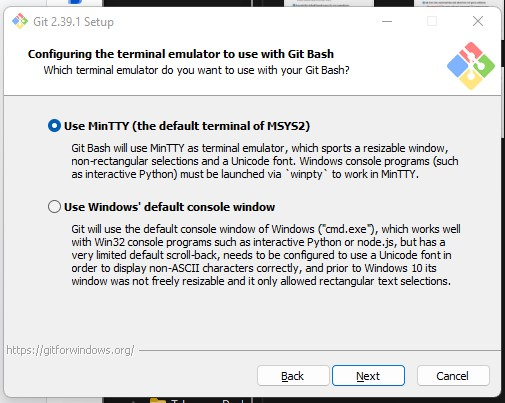 Git 2.39.1 Setup
Configuring the terminal emulator to use with Git Bash
Which terminal emulator do you want to use with your Git Bash?
Use MinTTY (the default terminal of MSYS2)
Git Bash will use MinTTY as terminal emulator, which sports a resizable window,
non-rectangular selections and a Unicode font. Windows console programs (such
as interactive Python) must be launched via `winpty` to work in MinTTY.
Use Windows' default console window
Git will use the default console window of Windows ("cmd.exe"), which works well
with Win32 console programs such as interactive Python or node.js, but has a
very limited default scroll-back, needs to be configured to use a Unicode font in
order to display non-ASCII characters correctly, and prior to Windows 10 its
window was not freely resizable and it only allowed rectangular text selections.
https://gitforwindows.org/
Back Next Cancel